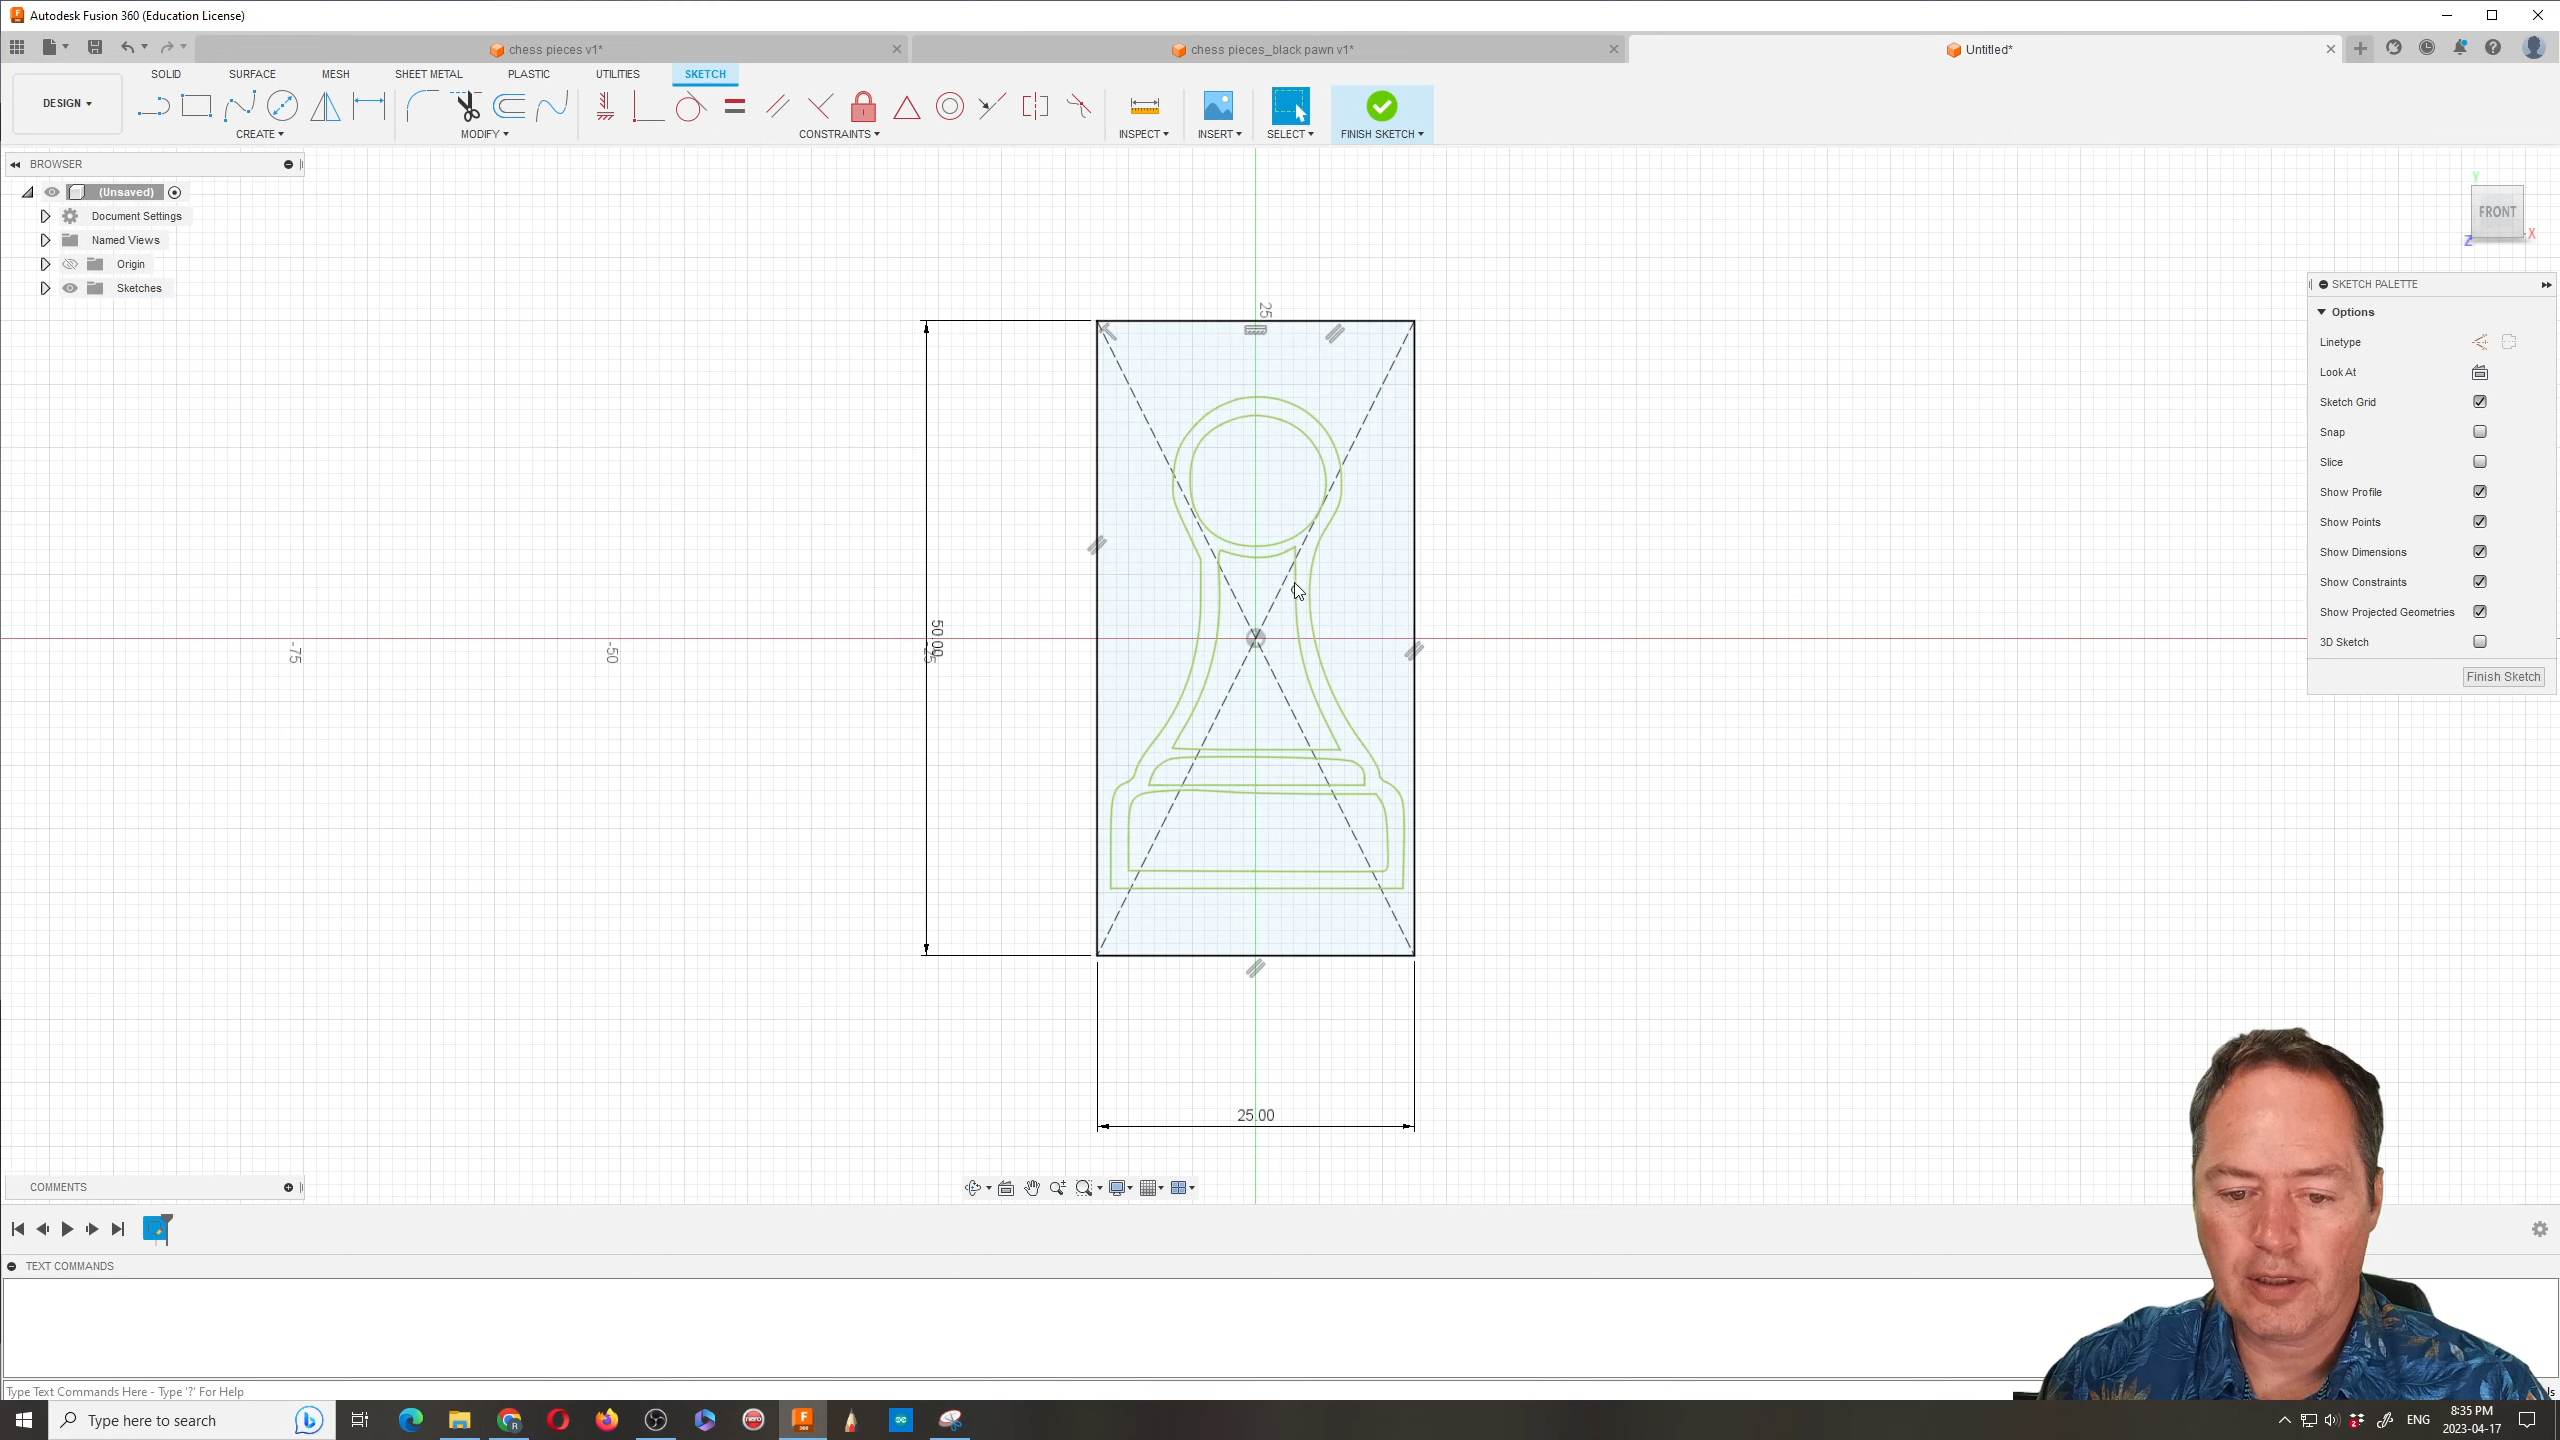 Autodesk Fusion 360 (Education License)
chess pieces v1*
chess pieces_black pawn v1*
Untitled*
DESIGN
SOLID SURFACE MESH SHEET METAL PLASTIC UTILITIES SKETCH
CREATE MODIFY CONSTRAINTS INSPECT INSERT SELECT FINISH SKETCH
BROWSER
(Unsaved)
Document Settings
Named Views
Origin
Sketches
Y
FRONT
X
Z
SKETCH PALETTE
Options
Linetype
Look At
Sketch Grid
Snap
Slice
Show Profile
Show Points
Show Dimensions
Show Constraints
Show Projected Geometries
3D Sketch
Finish Sketch
25
-75
-50
50.00
25.00
COMMENTS
TEXT COMMANDS
Type Text Commands Here - Type '?' For Help
Type here to search
ENG
8:35 PM
2023-04-17